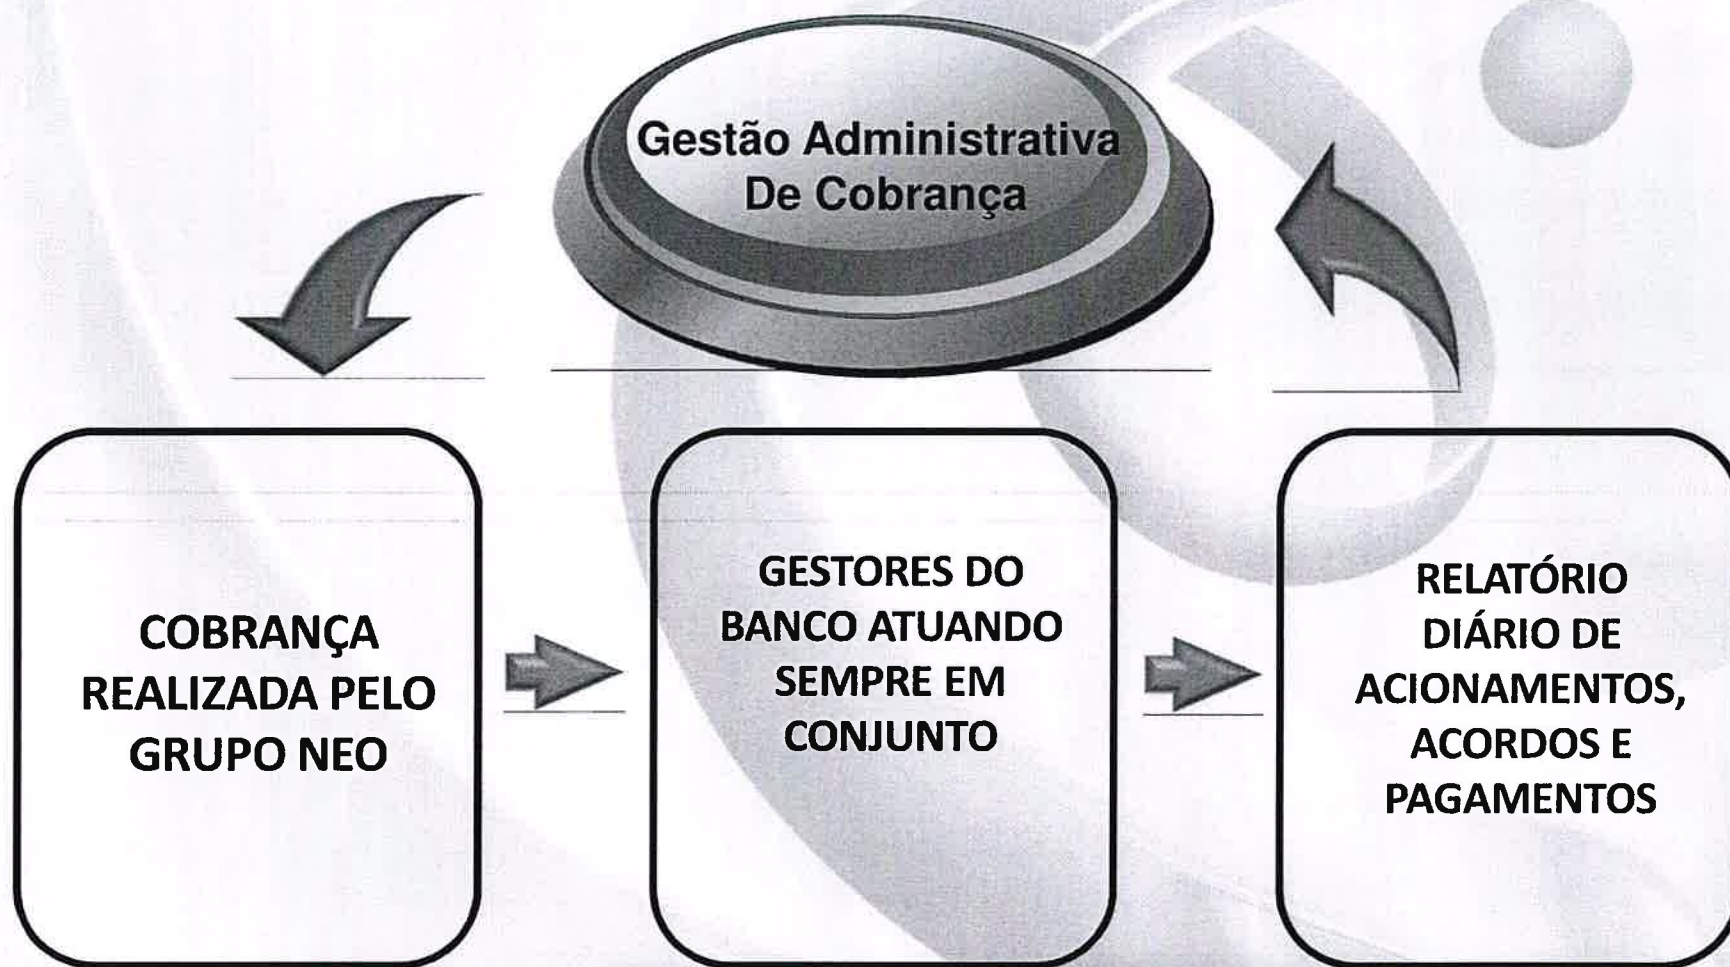 Gestão Administrativa
De Cobrança
COBRANÇA
REALIZADA PELO
GRUPO NEO
GESTORES DO
BANCO ATUANDO
SEMPRE EM
CONJUNTO
RELATÓRIO
DIÁRIO DE
ACIONAMENTOS,
ACORDOS E
PAGAMENTOS